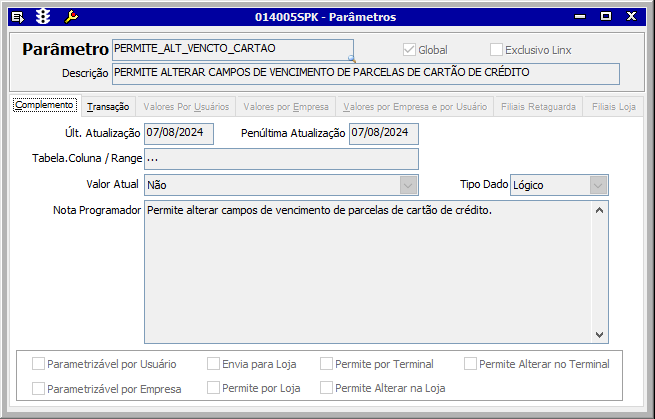 014005SPK - Parâmetros
Parâmetro PERMITE_ALT_VENCTO_CARTAO Global Exclusivo Linx
Descrição PERMITE ALTERAR CAMPOS DE VENCIMENTO DE PARCELAS DE CARTÃO DE CRÉDITO
Complemento Transação Valores Por Usuários Valores por Empresa Valores por Empresa e por Usuário Filiais Retaguarda Filiais Loja
Últ. Atualização 07/08/2024 Penúltima Atualização 07/08/2024
Tabela.Coluna / Range ...
Valor Atual Não Tipo Dado Lógico
Nota Programador Permite alterar campos de vencimento de parcelas de cartão de crédito.
Parametrizável por Usuário Envia para Loja Permite por Terminal Permite Alterar no Terminal
Parametrizável por Empresa Permite por Loja Permite Alterar na Loja